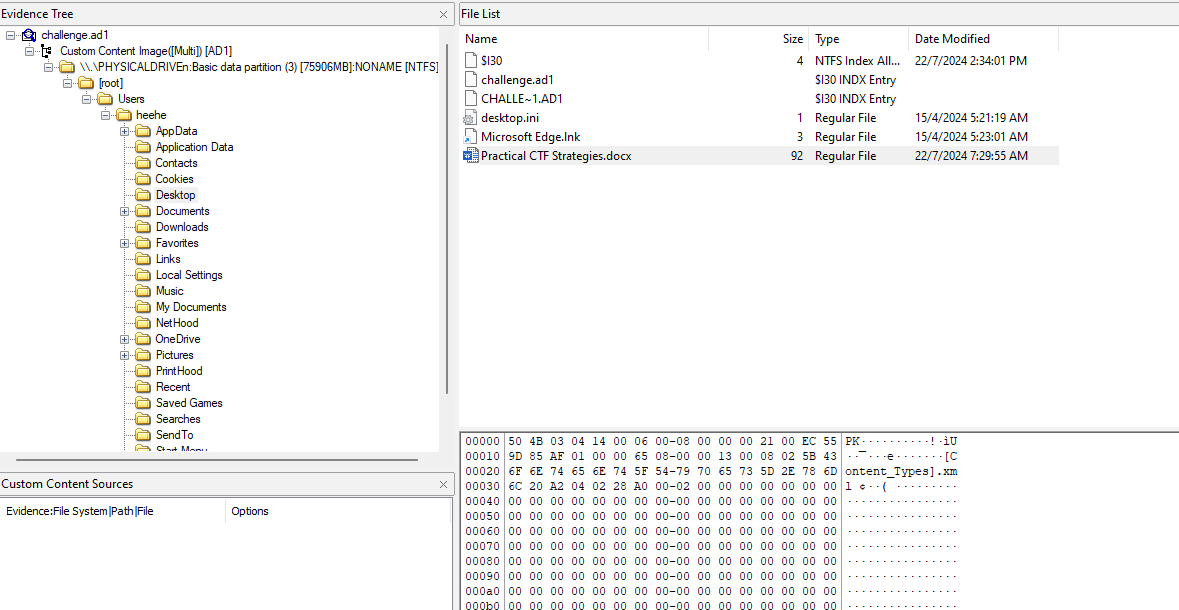 Evidence Tree
challenge.ad1
Custom Content Image([Multi]) [AD1]
\\.\PHYSICALDRIVEn:Basic data partition (3) [75906MB]:NONAME [NTFS]
[root]
Users
heehe
AppData
Application Data
Contacts
Cookies
Desktop
Documents
Downloads
Favorites
Links
Local Settings
Music
My Documents
NetHood
OneDrive
Pictures
PrintHood
Recent
Saved Games
Searches
SendTo
Start Menu
Custom Content Sources
Evidence:File System|Path|File Options
File List
Name Size Type Date Modified
$I30 4 NTFS Index All... 22/7/2024 2:34:01 PM
challenge.ad1 $I30 INDX Entry
CHALLE~1.AD1 $I30 INDX Entry
desktop.ini 1 Regular File 15/4/2024 5:21:19 AM
Microsoft Edge.lnk 3 Regular File 15/4/2024 5:23:01 AM
Practical CTF Strategies.docx 92 Regular File 22/7/2024 7:29:55 AM
00000 50 4B 03 04 14 00 06 00-08 00 00 00 21 00 EC 55 PK··········!·ìU
00010 9D 85 AF 01 00 00 65 08-00 00 13 00 08 02 5B 43 ··¯···e·······[C
00020 6F 6E 74 65 6E 74 5F 54-79 70 65 73 5D 2E 78 6D ontent_Types].xm
00030 6C 20 A2 04 02 28 A0 00-02 00 00 00 00 00 00 00 l ¢··( ·········
00040 00 00 00 00 00 00 00 00-00 00 00 00 00 00 00 00 ················
00050 00 00 00 00 00 00 00 00-00 00 00 00 00 00 00 00 ················
00060 00 00 00 00 00 00 00 00-00 00 00 00 00 00 00 00 ················
00070 00 00 00 00 00 00 00 00-00 00 00 00 00 00 00 00 ················
00080 00 00 00 00 00 00 00 00-00 00 00 00 00 00 00 00 ················
00090 00 00 00 00 00 00 00 00-00 00 00 00 00 00 00 00 ················
000a0 00 00 00 00 00 00 00 00-00 00 00 00 00 00 00 00 ················
000b0 00 00 00 00 00 00 00 00-00 00 00 00 00 00 00 00 ················